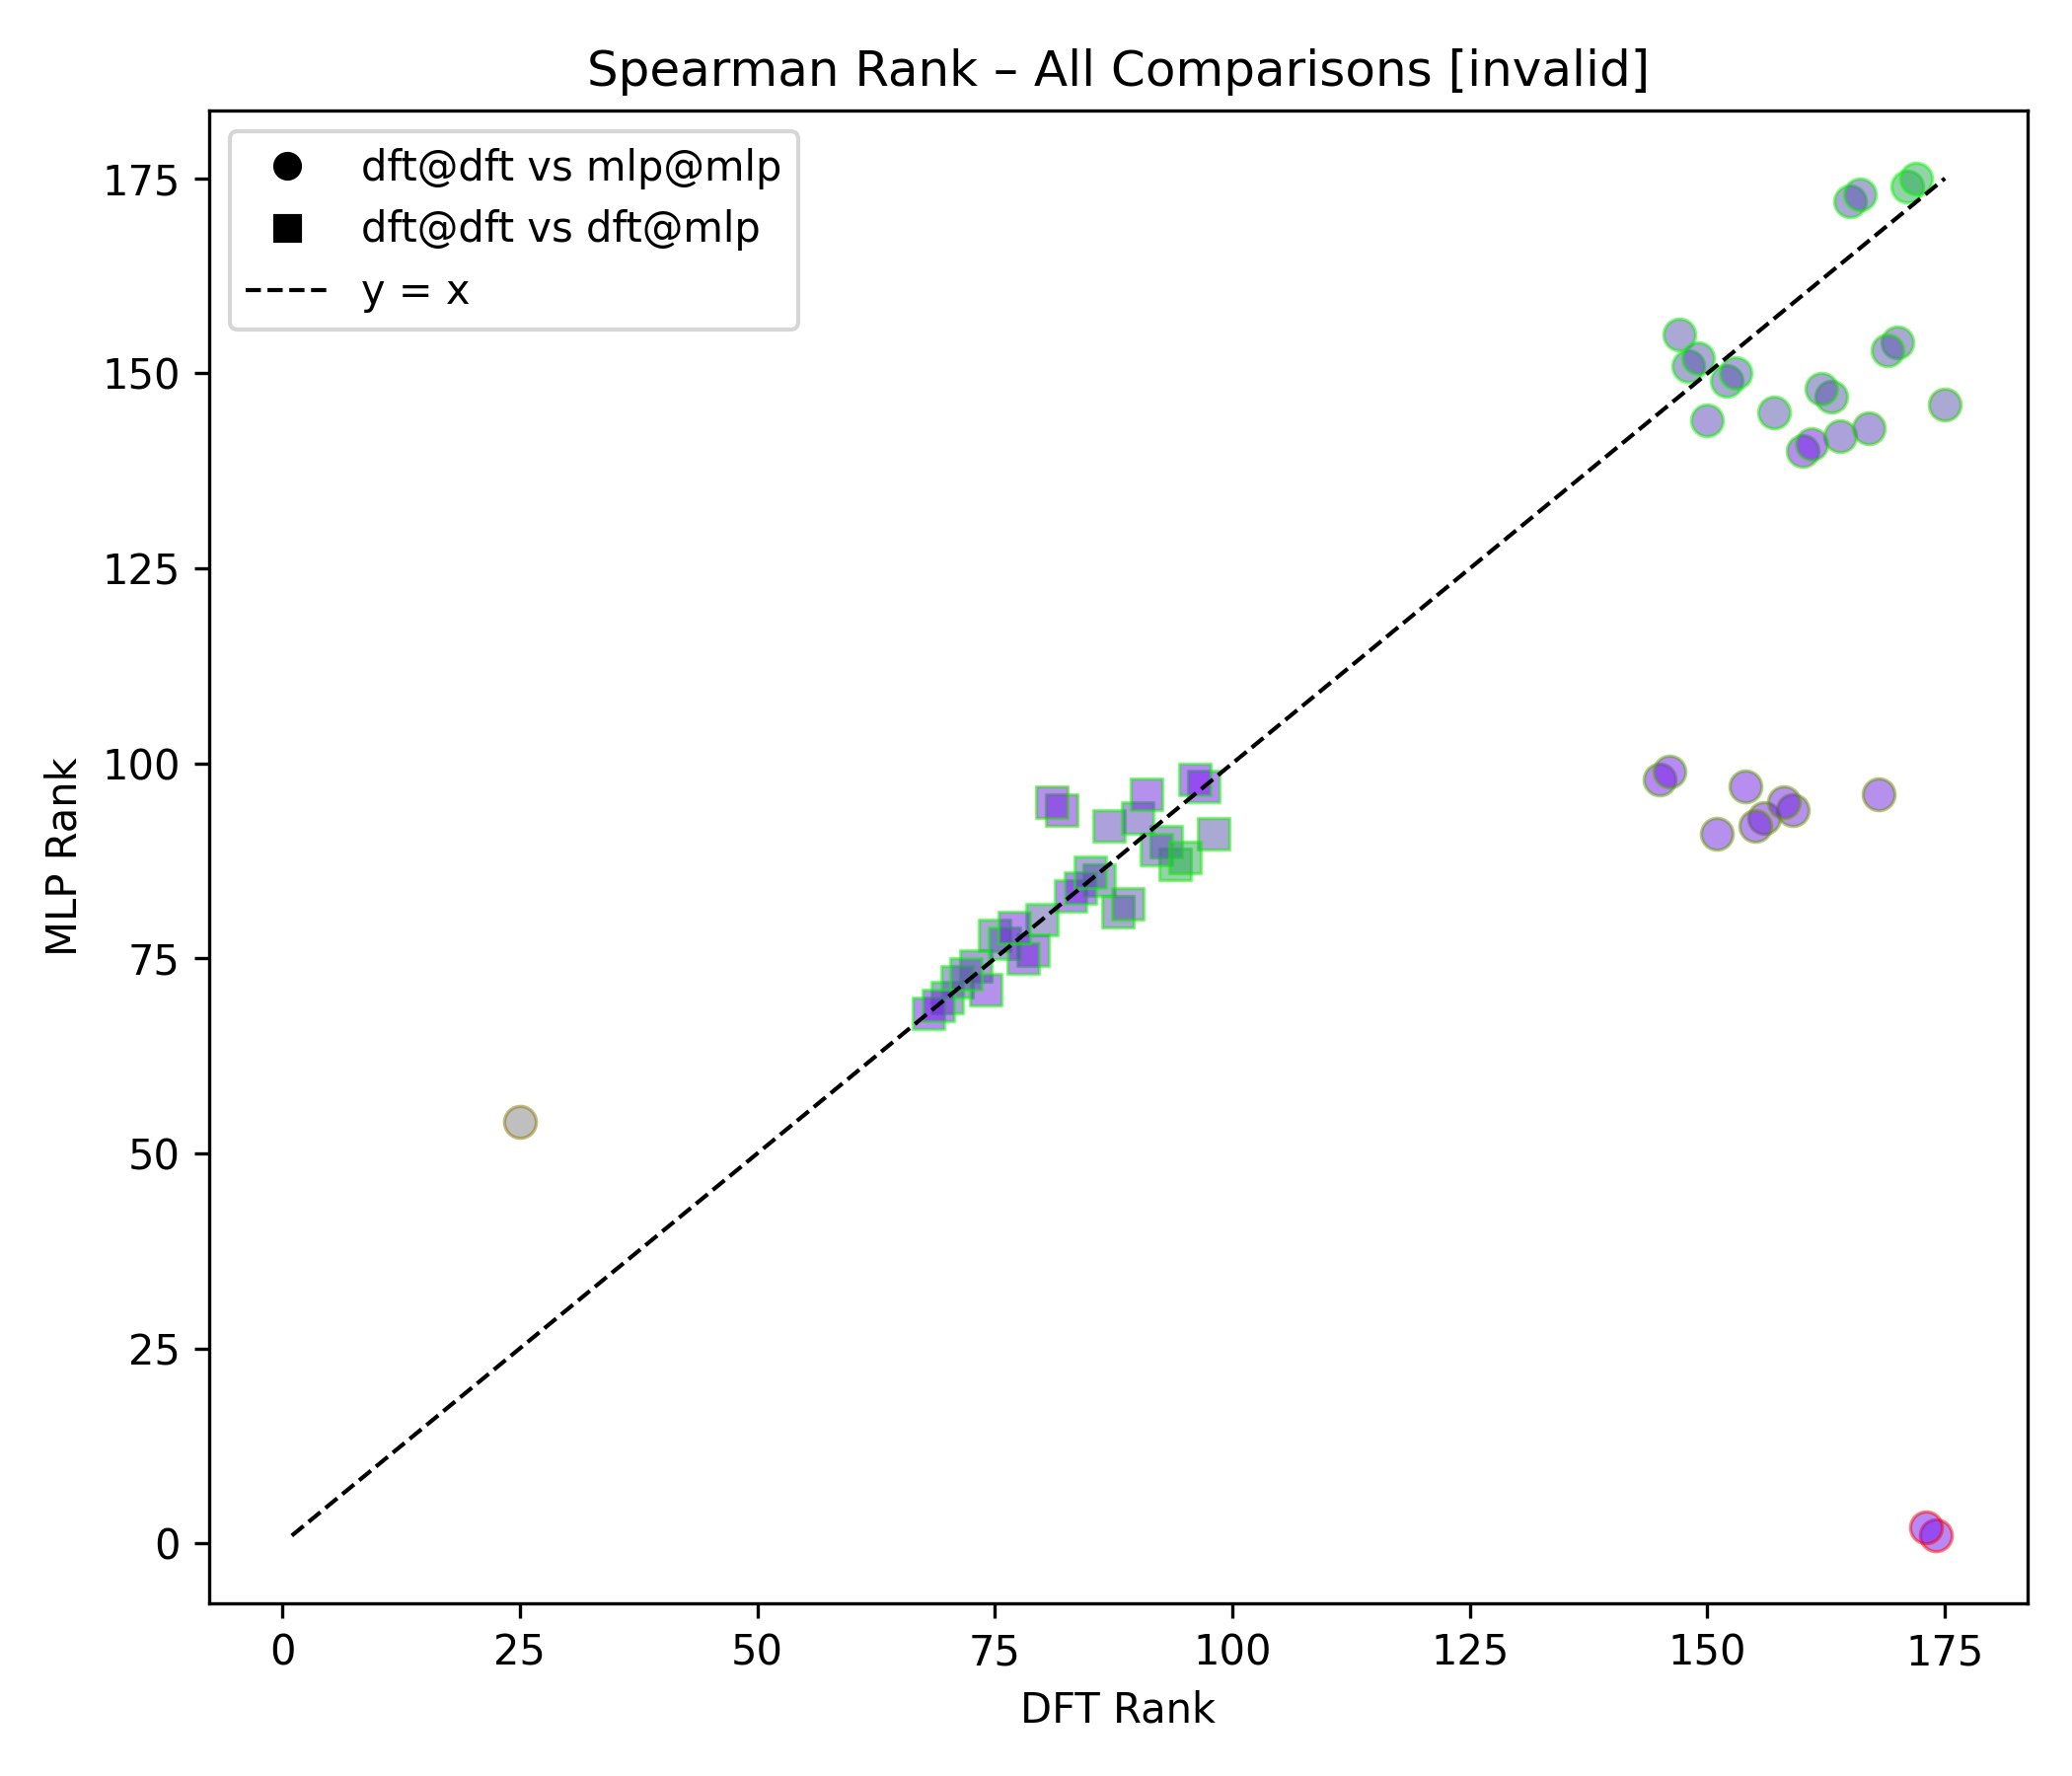 Spearman Rank – All Comparisons [invalid]
dft@dft vs mlp@mlp
dft@dft vs dft@mlp
y = x
175
150
125
100
75
50
25
0
MLP Rank
0 25 50 75 100 125 150 175
DFT Rank